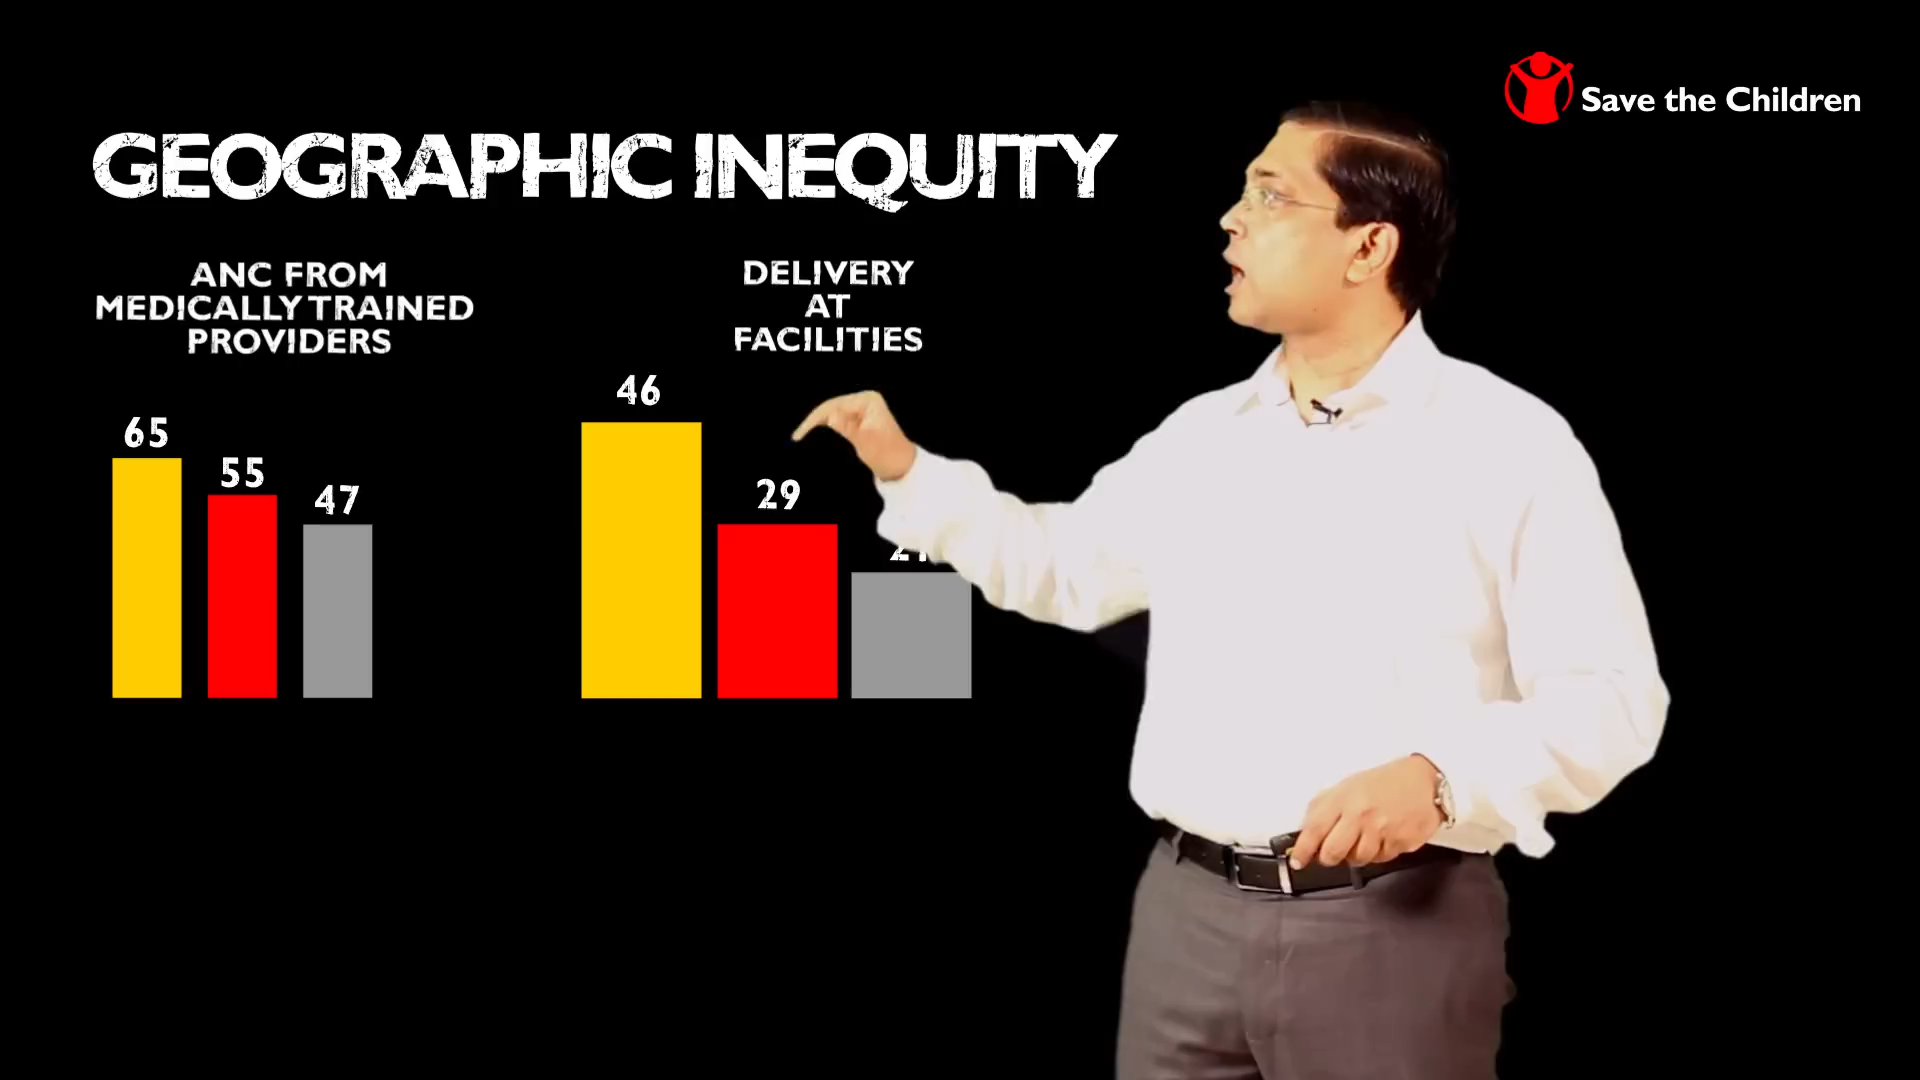 Save the Children
GEOGRAPHIC INEQUITY
ANC FROM
MEDICALLY TRAINED
PROVIDERS
65
55
47
DELIVERY
AT
FACILITIES
46
29